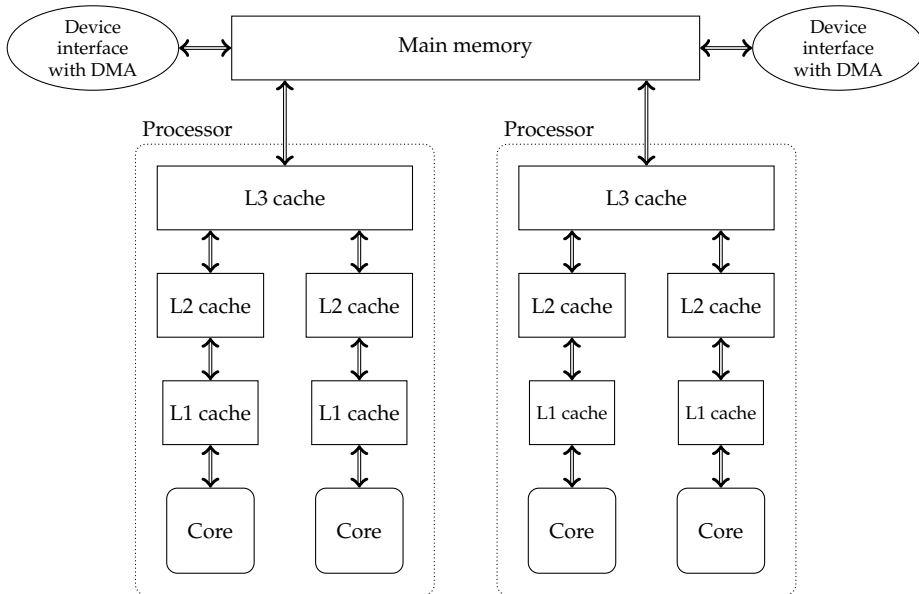 Device
interface
with DMA
Main memory
Device
interface
with DMA
Processor
Processor
L3 cache
L3 cache
L2 cache
L2 cache
L2 cache
L2 cache
L1 cache
L1 cache
L1 cache
L1 cache
Core
Core
Core
Core